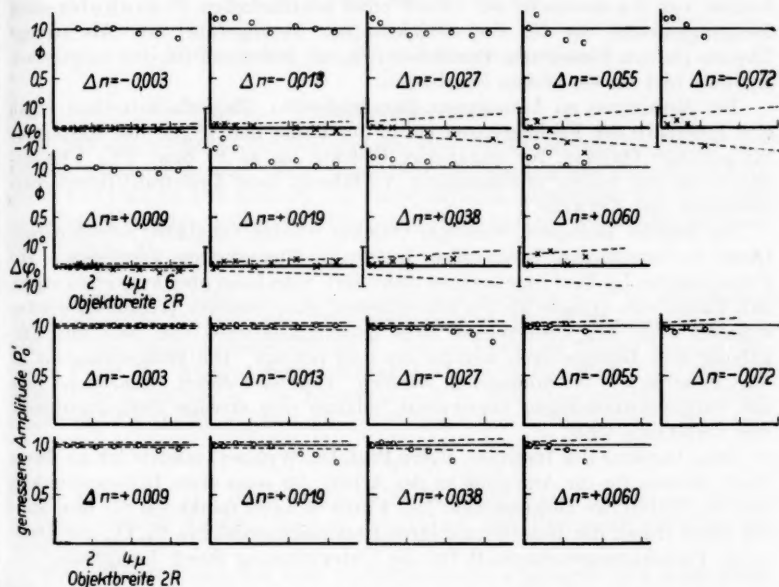 1,0
Φ
0,5
Δn=-0,003
Δn=-0,013
Δn=-0,027
Δn=-0,055
Δn=-0,072
10°
Δφ₀
-10
1,0
Φ
0,5
Δn=+0,009
Δn=+0,019
Δn=+0,038
Δn=+0,060
10°
Δφ₀
-10
2 4μ 6
Objektbreite 2R
gemessene Amplitude P₀'
1,0
0,5
Δn=-0,003
Δn=-0,013
Δn=-0,027
Δn=-0,055
Δn=-0,072
1,0
0,5
Δn=+0,009
Δn=+0,019
Δn=+0,038
Δn=+0,060
2 4μ
Objektbreite 2R